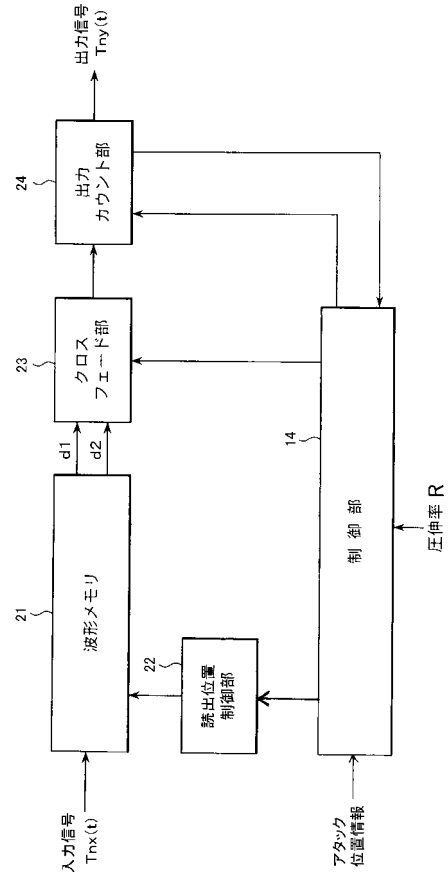 入力信号
Tnx(t)
21
波形メモリ
d1
d2
23
クロス
フェード部
24
出力
カウント部
出力信号
Tny(t)
22
読出位置
制御部
14
制御部
アタック
位置情報
圧伸率 R